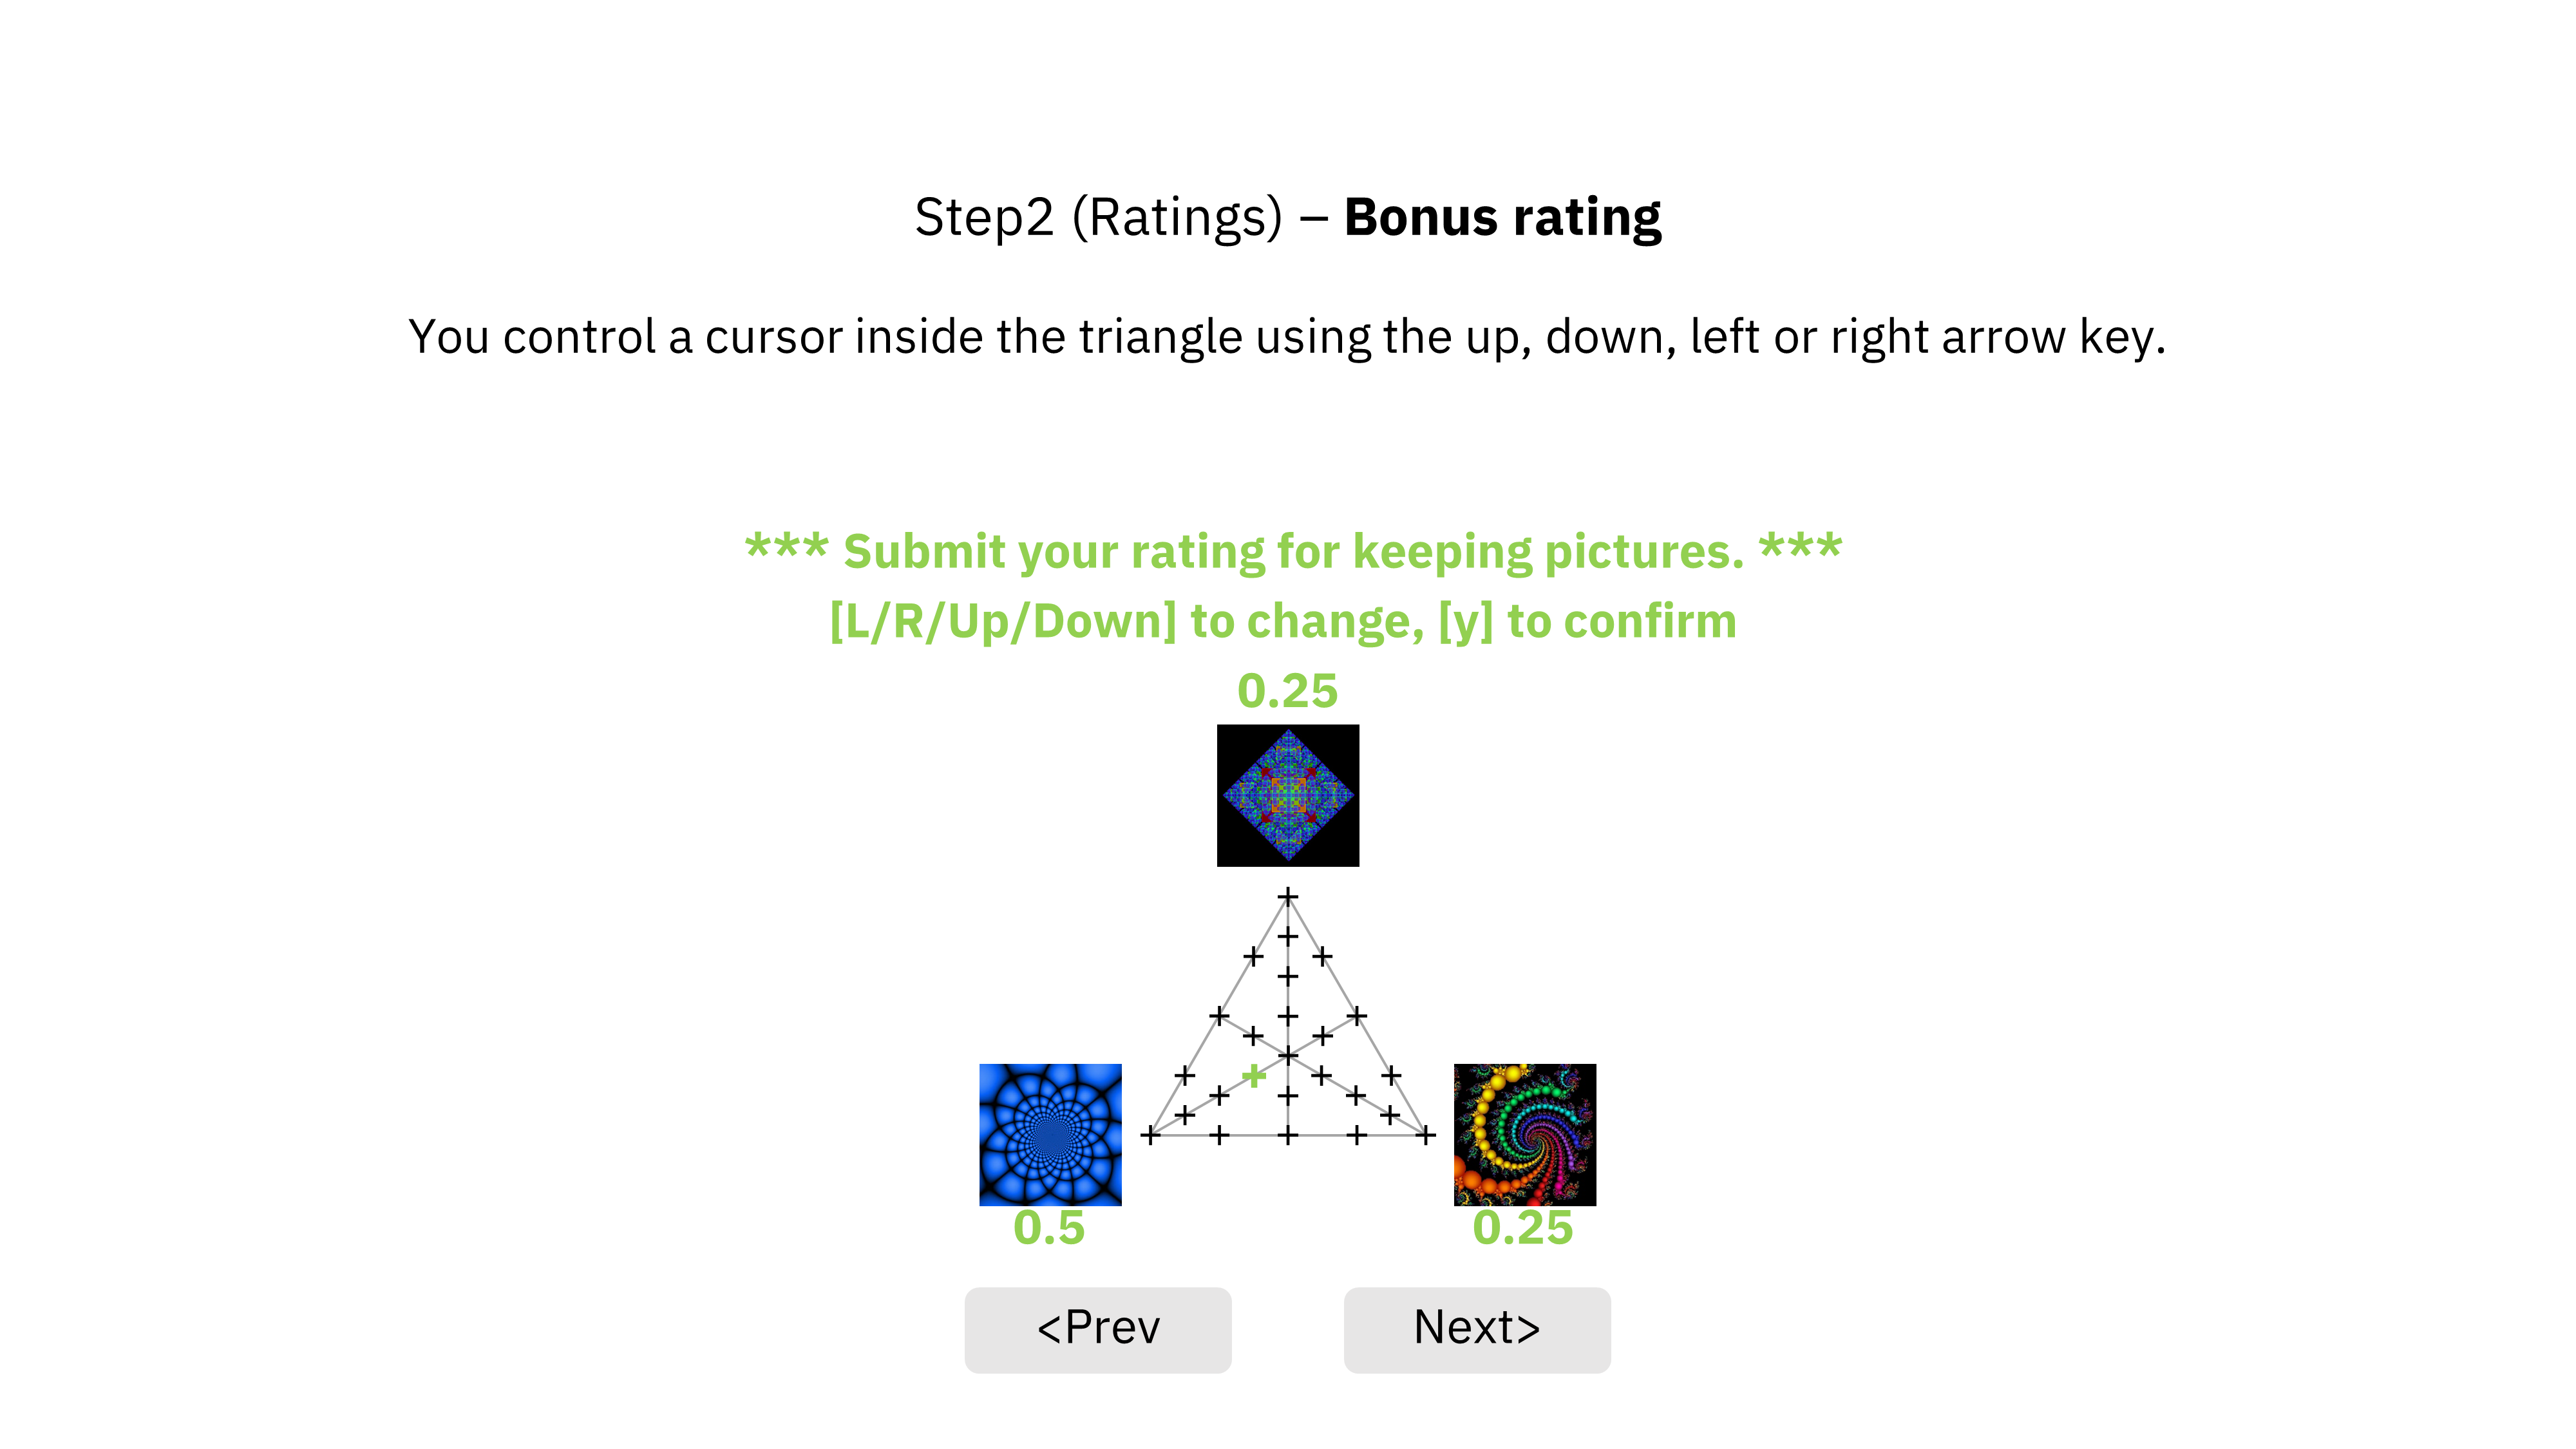 Step2 (Ratings) – Bonus rating
You control a cursor inside the triangle using the up, down, left or right arrow key.
*** Submit your rating for keeping pictures. ***
[L/R/Up/Down] to change, [y] to confirm
0.25
0.5
0.25
<Prev
Next>